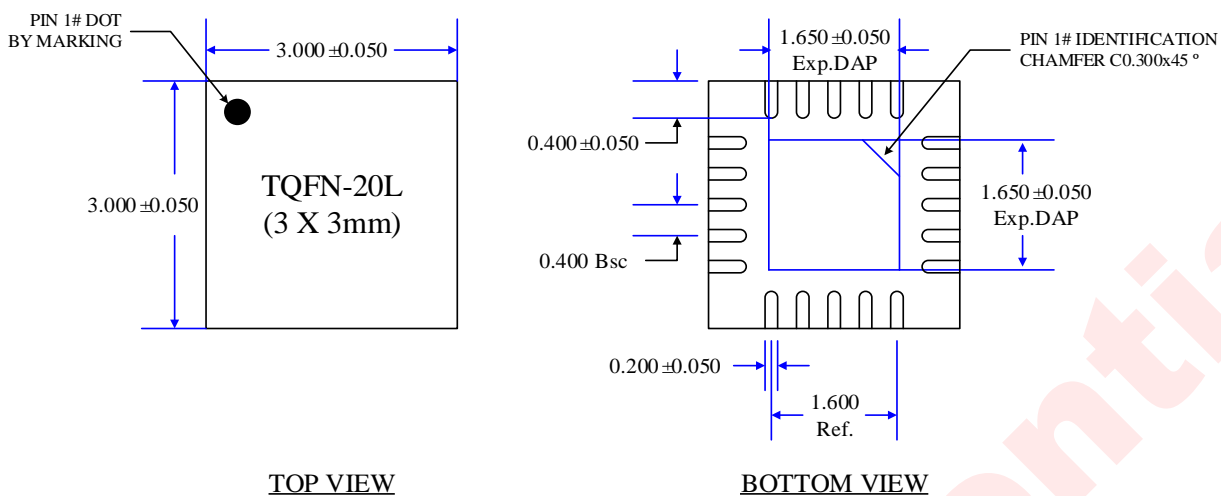 PIN 1# DOT
BY MARKING
3.000 ±0.050
3.000 ±0.050
TQFN-20L
(3 X 3mm)
TOP VIEW
1.650 ±0.050
Exp.DAP
PIN 1# IDENTIFICATION
CHAMFER C0.300x45 º
0.400 ±0.050
1.650 ±0.050
Exp.DAP
0.400 Bsc
0.200 ±0.050
1.600
Ref.
BOTTOM VIEW